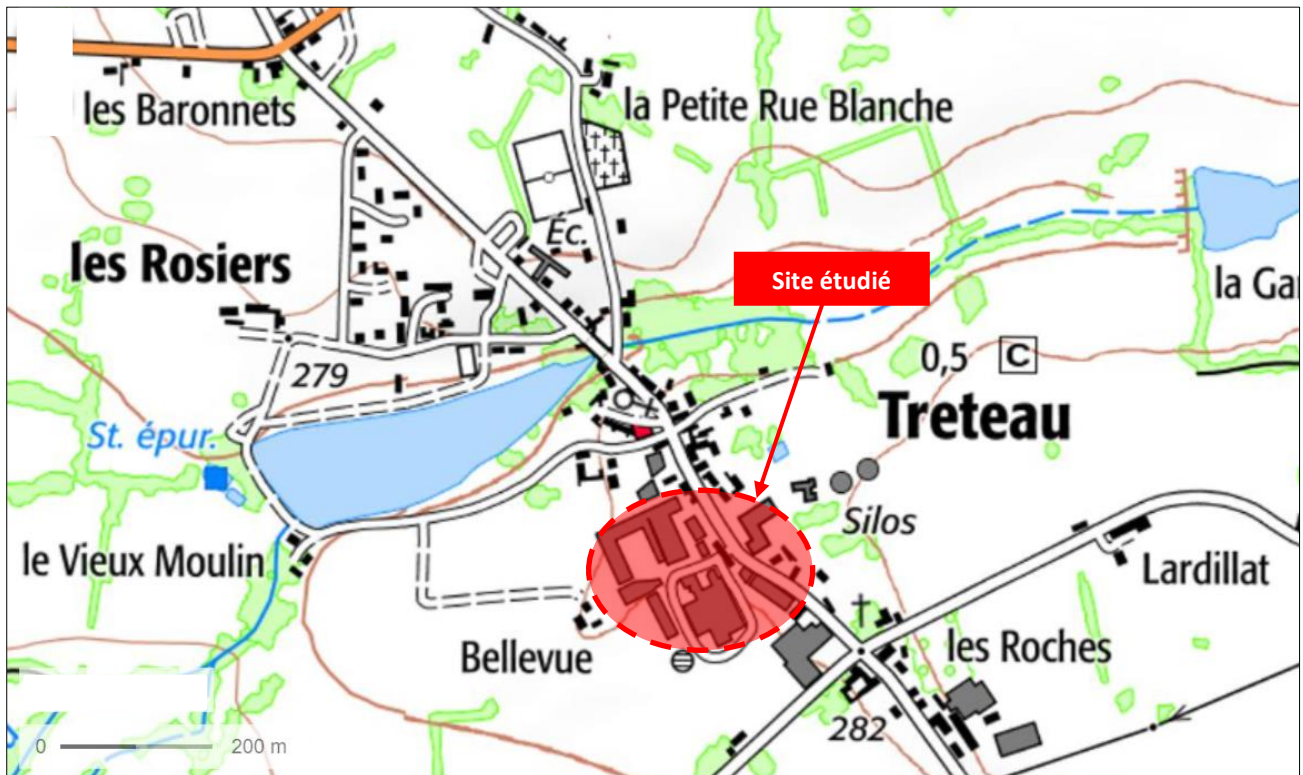 les Baronnets
la Petite Rue Blanche
Éc.
les Rosiers
Site étudié
la Gar
279
0,5 C
Treteau
St. épur.
Silos
le Vieux Moulin
Lardillat
Bellevue
les Roches
282
0 200 m